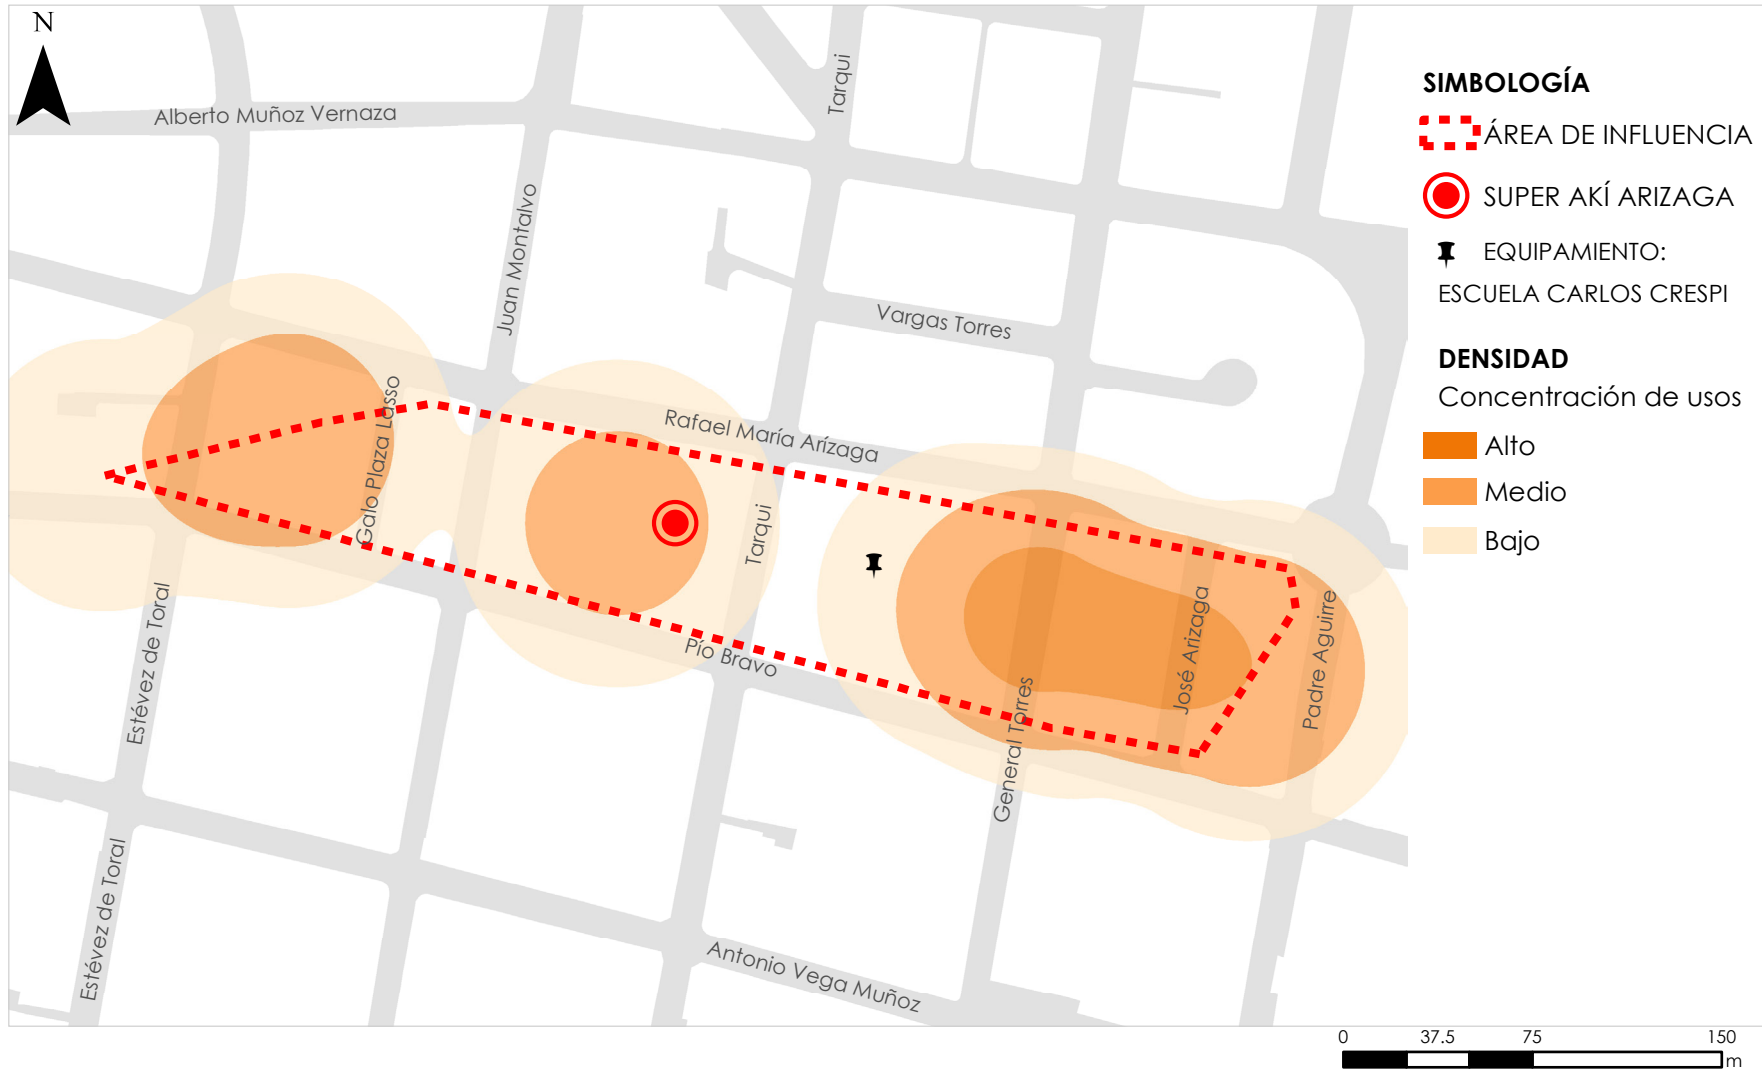 N
Alberto Muñoz Vernaza
Tarqui
Juan Montalvo
Vargas Torres
Galo Plaza Lasso
Rafael María Arízaga
Tarqui
Estévez de Toral
Pío Bravo
José Arizaga
Padre Aguirre
General Torres
Estévez de Toral
Antonio Vega Muñoz
SIMBOLOGÍA
ÁREA DE INFLUENCIA
SUPER AKÍ ARIZAGA
EQUIPAMIENTO:
ESCUELA CARLOS CRESPI
DENSIDAD
Concentración de usos
Alto
Medio
Bajo
0 37.5 75 150
m